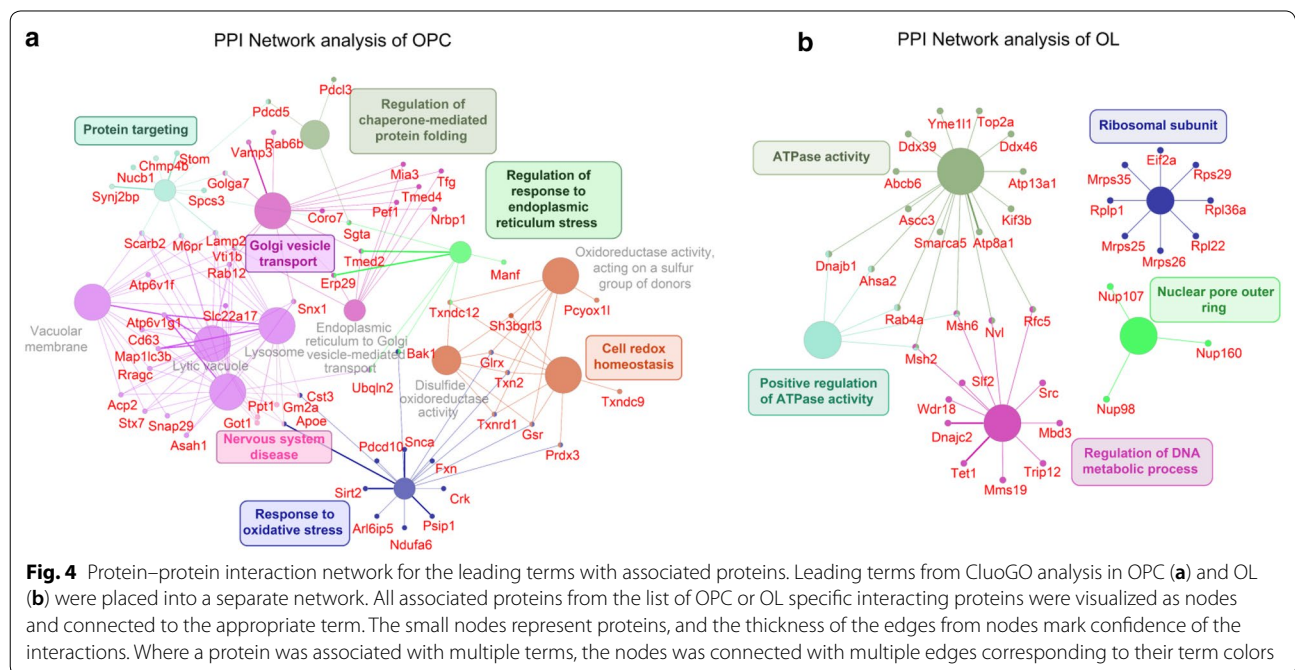 a
PPI Network analysis of OPC
Pdcl3
Pdcd5
Regulation of
chaperone-mediated
protein folding
Protein targeting
Rab6b
Vamp3
Stom
Chmp4b
Nucb1
Synj2bp
Spcs3
Golga7
Mia3
Tfg
Tmed4
Pef1
Nrbp1
Coro7
Sgta
Regulation of
response to
endoplasmic
reticulum stress
Scarb2
M6pr
Lamp2
Vti1b
Rab12
Golgi vesicle
transport
Tmed2
Erp29
Manf
Oxidoreductase activity,
acting on a sulfur
group of donors
Pcyox1l
Atp6v1f
Slc22a17
Snx1
Vacuolar
membrane
Atp6v1g1
Cd63
Map1lc3b
Rragc
Lytic vacuole
Lysosome
Endoplasmic
reticulum to Golgi
vesicle-mediated
transport
Txndc12
Sh3bgrl3
Bak1
Ubqln2
Glrx
Txn2
Disulfide
oxidoreductase
activity
Cell redox
homeostasis
Txndc9
Acp2
Stx7
Snap29
Asah1
Ppt1
Got1
Gm2a
Cst3
Apoe
Nervous system
disease
Txnrd1
Gsr
Prdx3
Pdcd10
Snca
Fxn
Sirt2
Crk
Arl6ip5
Psip1
Ndufa6
Response to
oxidative stress
b
PPI Network analysis of OL
Yme1l1
Top2a
Ddx39
Ddx46
ATPase activity
Abcb6
Atp13a1
Ascc3
Kif3b
Smarca5
Atp8a1
Dnajb1
Ahsa2
Rab4a
Msh6
Nvl
Rfc5
Msh2
Positive regulation
of ATPase activity
Slf2
Src
Wdr18
Mbd3
Dnajc2
Tet1
Trip12
Mms19
Regulation of DNA
metabolic process
Ribosomal subunit
Eif2a
Mrps35
Rps29
Rplp1
Rpl36a
Mrps25
Rpl22
Mrps26
Nup107
Nuclear pore outer
ring
Nup160
Nup98
Fig. 4 Protein–protein interaction network for the leading terms with associated proteins. Leading terms from CluoGO analysis in OPC (a) and OL
(b) were placed into a separate network. All associated proteins from the list of OPC or OL specific interacting proteins were visualized as nodes
and connected to the appropriate term. The small nodes represent proteins, and the thickness of the edges from nodes mark confidence of the
interactions. Where a protein was associated with multiple terms, the nodes was connected with multiple edges corresponding to their term colors